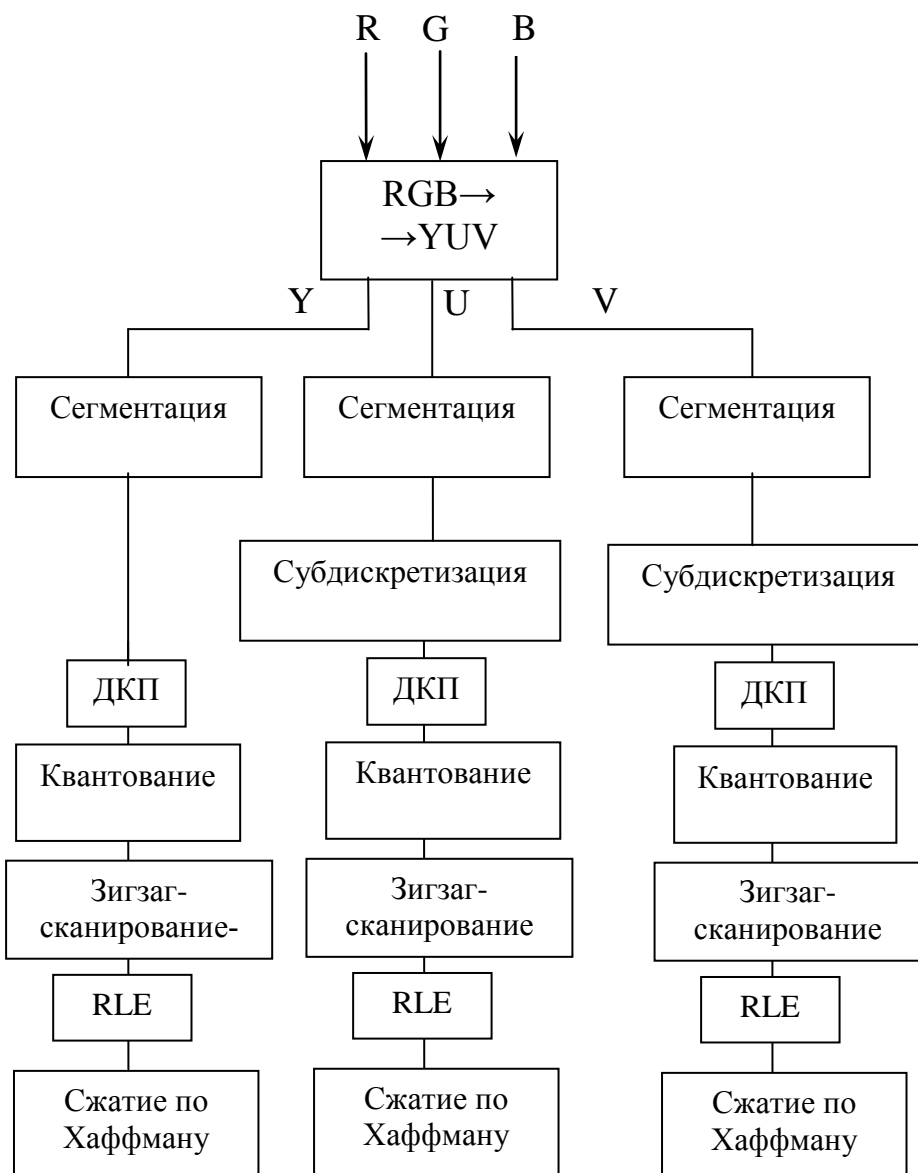 R G B
RGB→
→YUV
Y U V
Сегментация Сегментация Сегментация
Субдискретизация Субдискретизация
ДКП ДКП ДКП
Квантование Квантование Квантование
Зигзаг- Зигзаг- Зигзаг-
сканирование- сканирование сканирование
RLE RLE RLE
Сжатие по Сжатие по Сжатие по
Хаффману Хаффману Хаффману